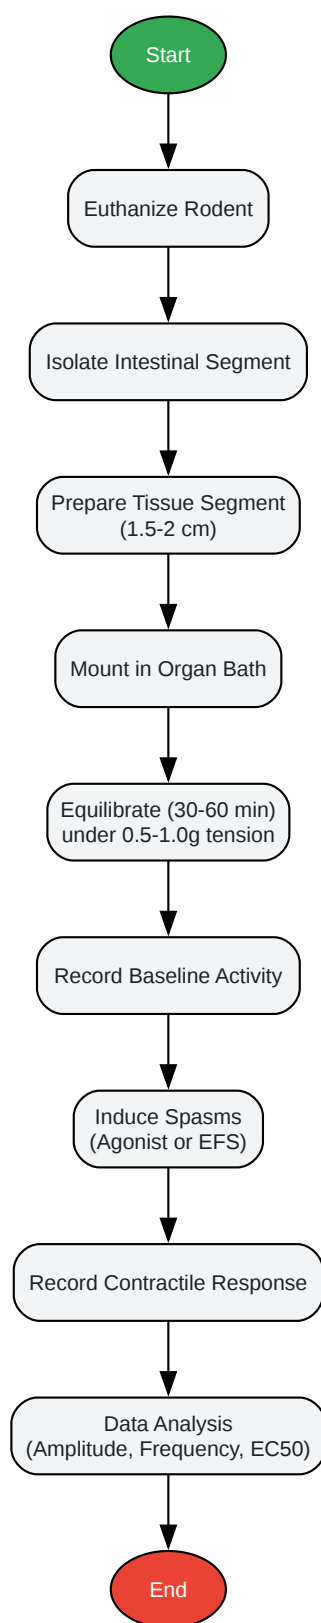 Start
Euthanize Rodent
Isolate Intestinal Segment
Prepare Tissue Segment
(1.5-2 cm)
Mount in Organ Bath
Equilibrate (30-60 min)
under 0.5-1.0g tension
Record Baseline Activity
Induce Spasms
(Agonist or EFS)
Record Contractile Response
Data Analysis
(Amplitude, Frequency, EC50)
End